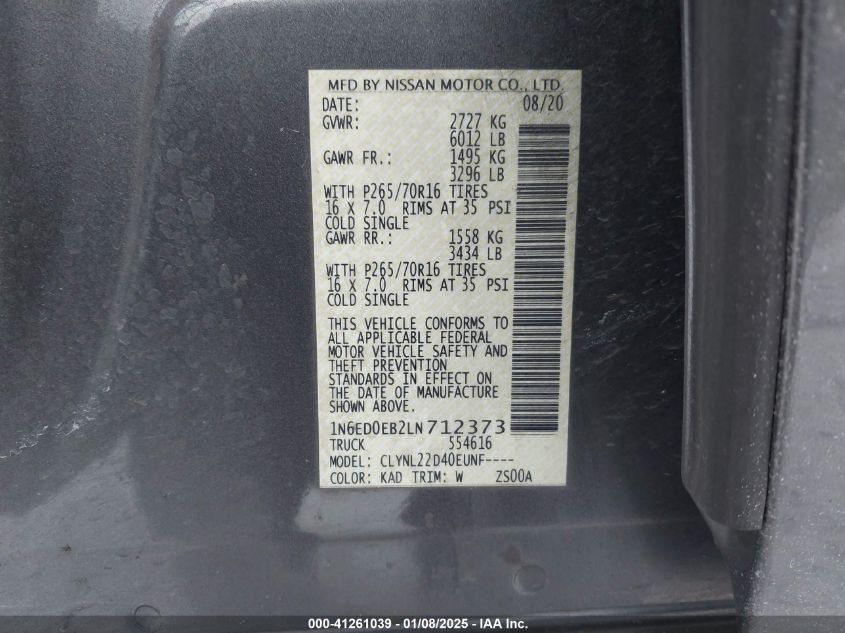 MFD BY NISSAN MOTOR CO., LTD.
DATE: 08/20
GVWR: 2727 KG
6012 LB
GAWR FR.: 1495 KG
3296 LB
WITH P265/70R16 TIRES
16 X 7.0 RIMS AT 35 PSI
COLD SINGLE
GAWR RR.: 1558 KG
3434 LB
WITH P265/70R16 TIRES
16 X 7.0 RIMS AT 35 PSI
COLD SINGLE
THIS VEHICLE CONFORMS TO
ALL APPLICABLE FEDERAL
MOTOR VEHICLE SAFETY AND
THEFT PREVENTION
STANDARDS IN EFFECT ON
THE DATE OF MANUFACTURE
SHOWN ABOVE.
1N6ED0EB2LN712373
TRUCK 554616
MODEL: CLYNL22D40EUNF----
COLOR: KAD TRIM: W ZS00A
000-41261039 - 01/08/2025 - IAA Inc.